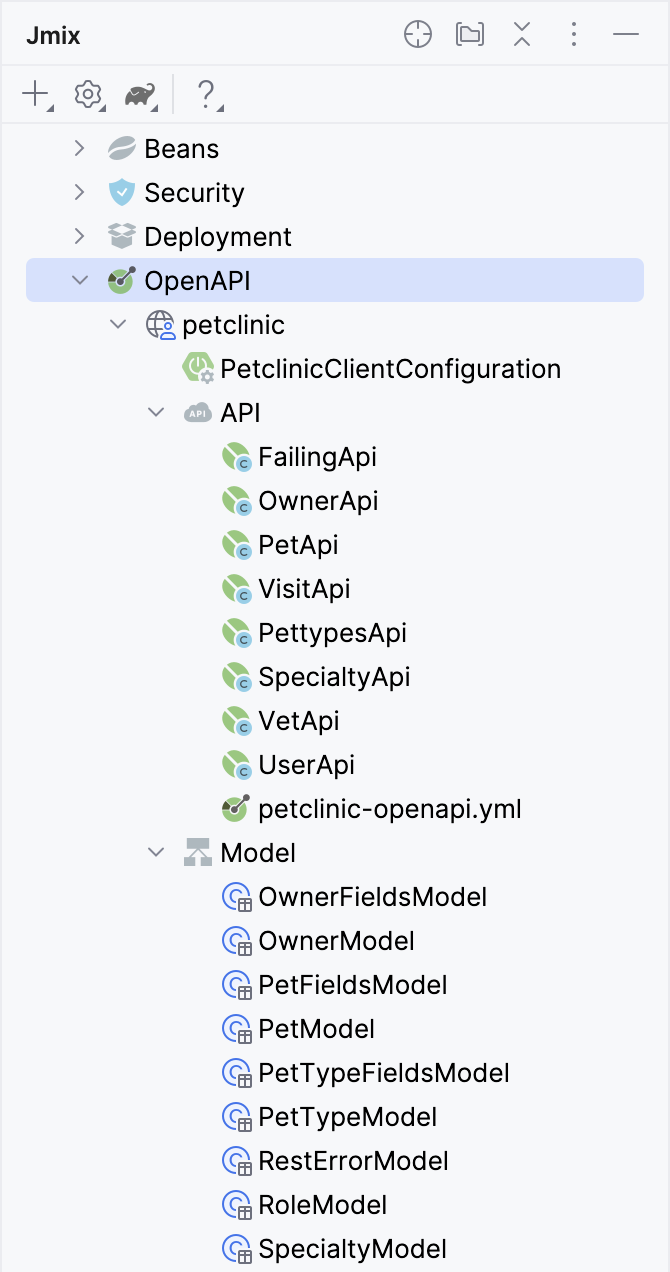 Jmix
?
Beans
Security
Deployment
OpenAPI
petclinic
PetclinicClientConfiguration
API
API
FailingApi
OwnerApi
PetApi
VisitApi
PettypesApi
SpecialtyApi
VetApi
UserApi
petclinic-openapi.yml
Model
OwnerFieldsModel
OwnerModel
PetFieldsModel
PetModel
PetTypeFieldsModel
PetTypeModel
RestErrorModel
RoleModel
SpecialtyModel